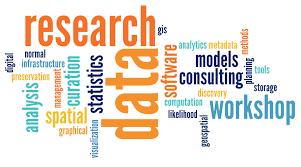 research
gis
data
digital
normal
infrastructure
preservation
management
curation
statistics
analysis
spatial
graphical
visualization
software
analytics
metadata
methods
models
consulting
planning
tools
discovery
storage
computation
likelihood
workshop
geospatial